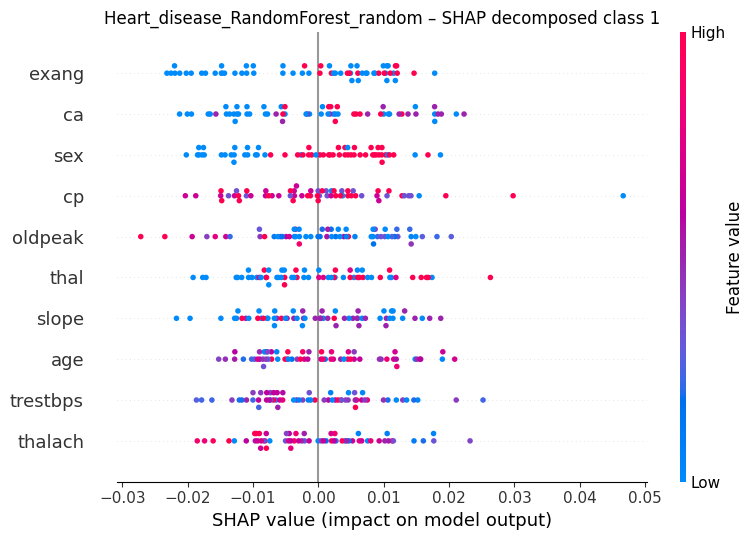 Heart_disease_RandomForest_random – SHAP decomposed class 1
High
exang
ca
sex
cp
oldpeak
thal
slope
age
trestbps
thalach
Feature value
Low
−0.03 −0.02 −0.01 0.00 0.01 0.02 0.03 0.04 0.05
SHAP value (impact on model output)